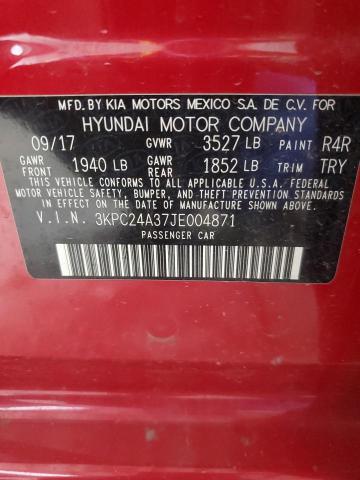 MFD.BY KIA MOTORS MEXICO S.A. DE C.V. FOR
HYUNDAI MOTOR COMPANY
09/17 GVWR 3527 LB PAINT R4R
GAWR FRONT 1940 LB GAWR REAR 1852 LB TRIM TRY
THIS VEHICLE CONFORMS TO ALL APPLICABLE U.S.A. FEDERAL
MOTOR VEHICLE SAFETY, BUMPER, AND THEFT PREVENTION
STANDARDS IN EFFECT ON THE DATE OF MANUFACTURE
SHOWN ABOVE.
V.I.N. 3KPC24A37JE004871
PASSENGER CAR